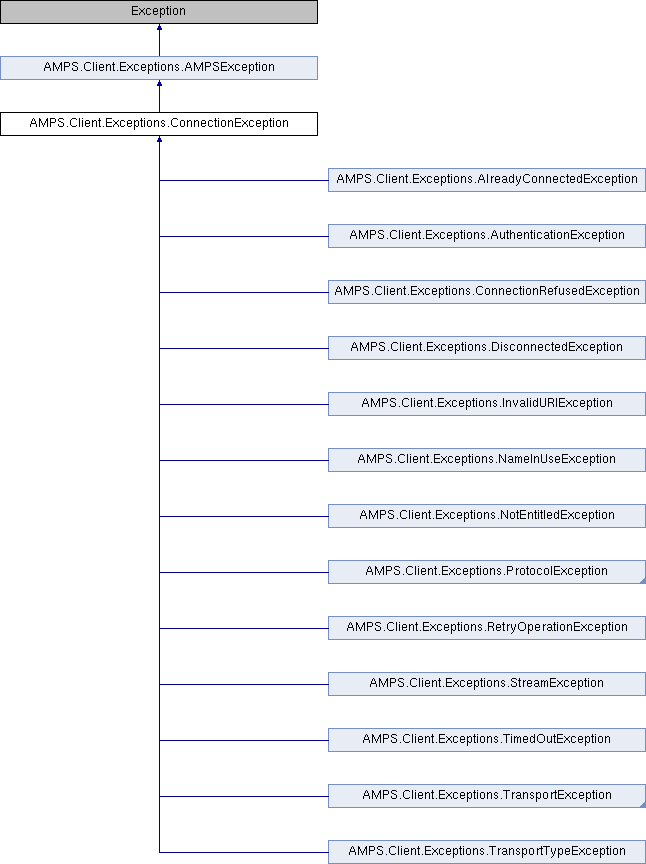 Exception
AMPS.Client.Exceptions.AMPSException
AMPS.Client.Exceptions.ConnectionException
AMPS.Client.Exceptions.AlreadyConnectedException
AMPS.Client.Exceptions.AuthenticationException
AMPS.Client.Exceptions.ConnectionRefusedException
AMPS.Client.Exceptions.DisconnectedException
AMPS.Client.Exceptions.InvalidURIException
AMPS.Client.Exceptions.NameInUseException
AMPS.Client.Exceptions.NotEntitledException
AMPS.Client.Exceptions.ProtocolException
AMPS.Client.Exceptions.RetryOperationException
AMPS.Client.Exceptions.StreamException
AMPS.Client.Exceptions.TimedOutException
AMPS.Client.Exceptions.TransportException
AMPS.Client.Exceptions.TransportTypeException